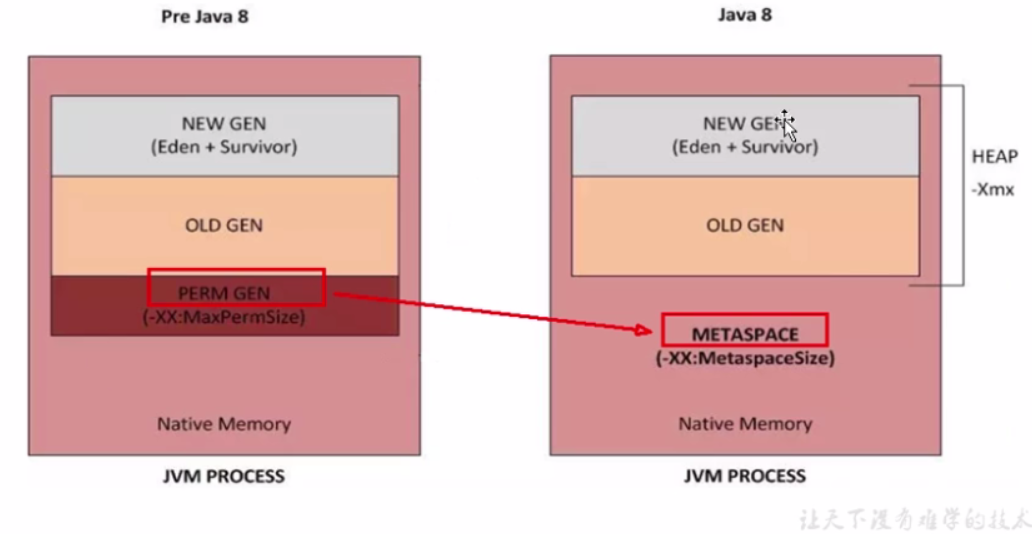 Pre Java 8
NEW GEN
(Eden + Survivor)
OLD GEN
PERM GEN
(-XX:MaxPermSize)
Native Memory
JVM PROCESS
Java 8
NEW GEN
(Eden + Survivor)
OLD GEN
HEAP
-Xmx
METASPACE
(-XX:MetaspaceSize)
Native Memory
JVM PROCESS
让天下没有难学的技术